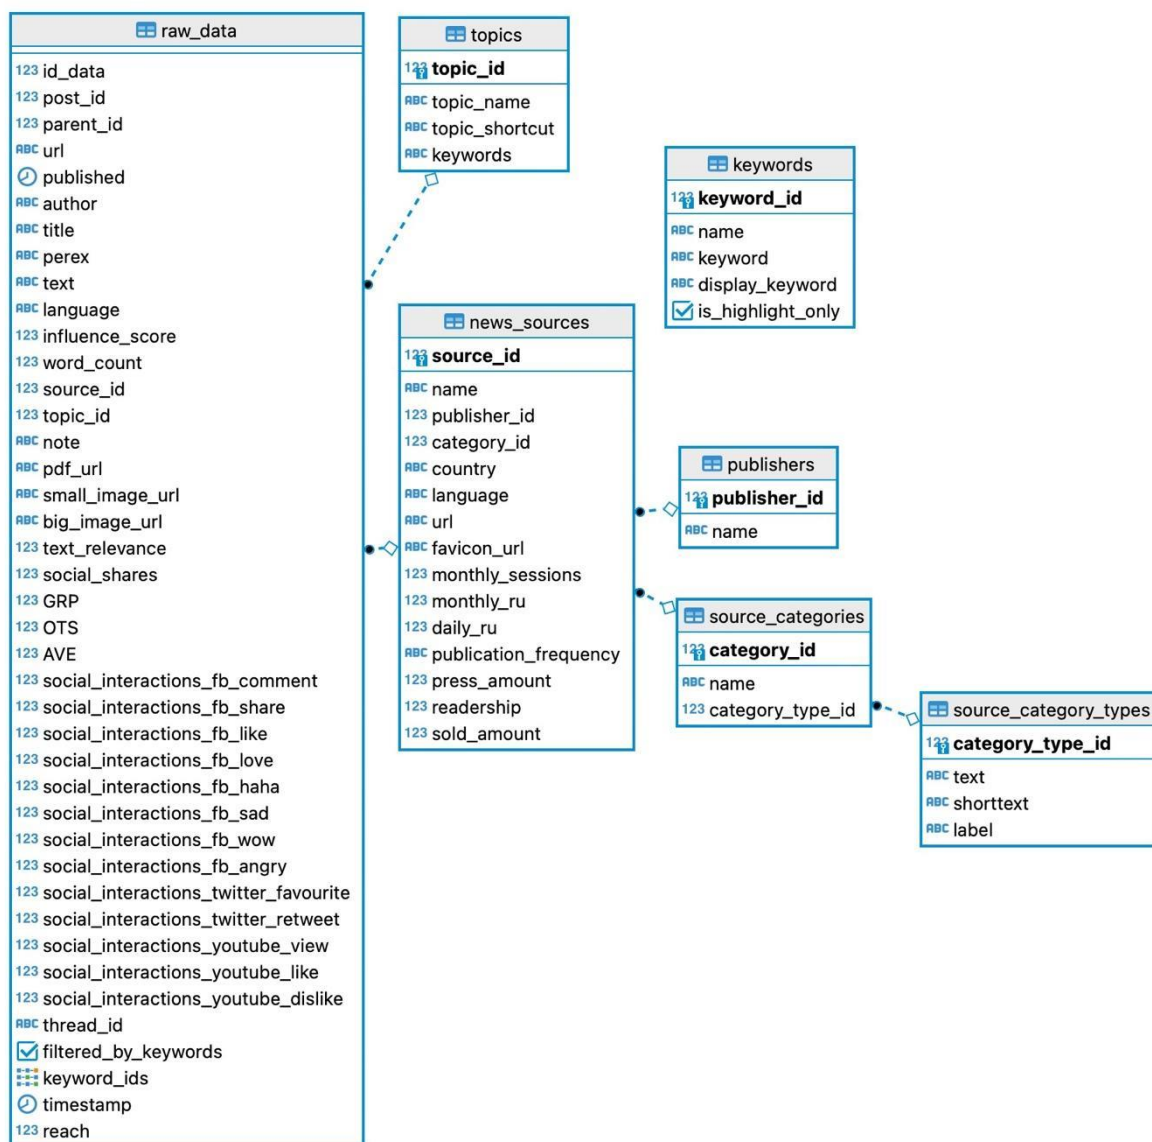 raw_data
123 id_data
123 post_id
123 parent_id
ABC url
published
ABC author
ABC title
ABC perex
ABC text
ABC language
123 influence_score
123 word_count
123 source_id
123 topic_id
ABC note
ABC pdf_url
ABC small_image_url
ABC big_image_url
123 text_relevance
123 social_shares
123 GRP
123 OTS
123 AVE
123 social_interactions_fb_comment
123 social_interactions_fb_share
123 social_interactions_fb_like
123 social_interactions_fb_love
123 social_interactions_fb_haha
123 social_interactions_fb_sad
123 social_interactions_fb_wow
123 social_interactions_fb_angry
123 social_interactions_twitter_favourite
123 social_interactions_twitter_retweet
123 social_interactions_youtube_view
123 social_interactions_youtube_like
123 social_interactions_youtube_dislike
ABC thread_id
filtered_by_keywords
keyword_ids
timestamp
123 reach
topics
123 topic_id
ABC topic_name
ABC topic_shortcut
ABC keywords
keywords
123 keyword_id
ABC name
ABC keyword
ABC display_keyword
is_highlight_only
news_sources
123 source_id
ABC name
123 publisher_id
123 category_id
ABC country
ABC language
ABC url
ABC favicon_url
123 monthly_sessions
123 monthly_ru
123 daily_ru
ABC publication_frequency
123 press_amount
123 readership
123 sold_amount
publishers
123 publisher_id
ABC name
source_categories
123 category_id
ABC name
123 category_type_id
source_category_types
123 category_type_id
ABC text
ABC shorttext
ABC label